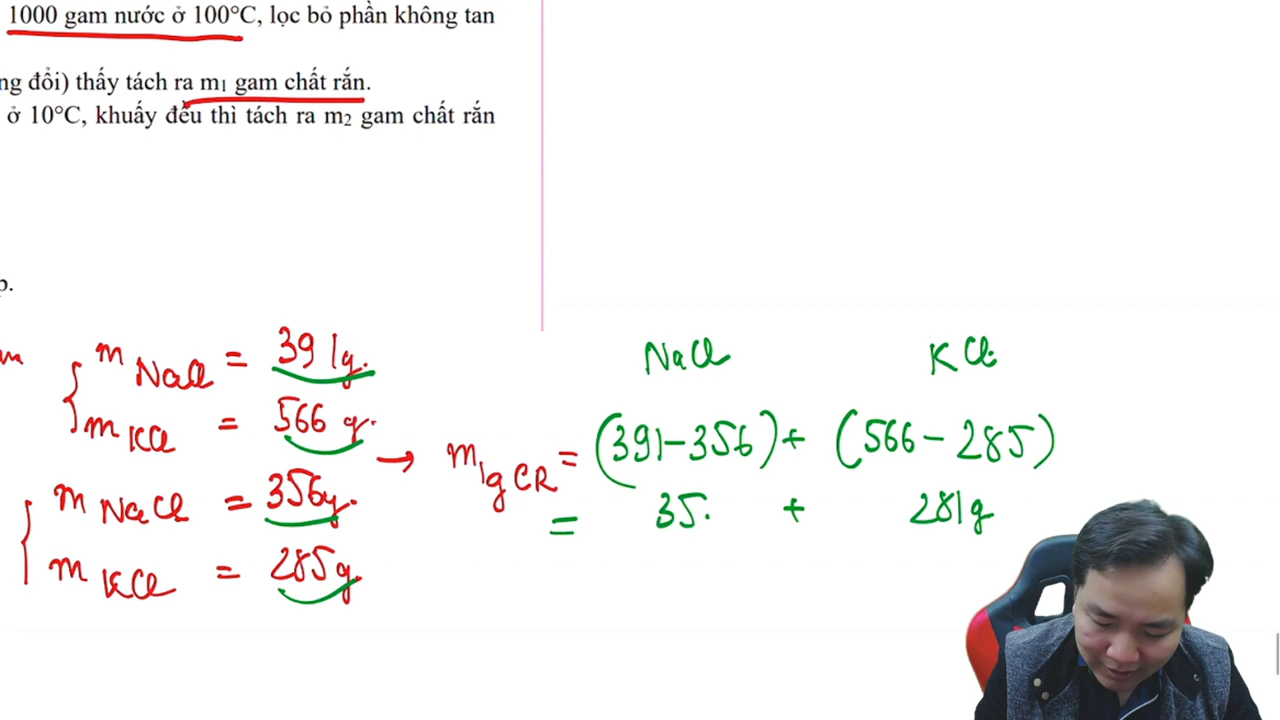 1000 gam nước ở 100°C, lọc bỏ phần không tan
ng đổi) thấy tách ra m₁ gam chất rắn.
ở 10°C, khuấy đều thì tách ra m₂ gam chất rắn
p.
m NaCl = 391g.
m KCl = 566 g.
m NaCl = 356g.
m KCl = 285g.
NaCl KCl
→ m₁g CR = (391-356) + (566-285)
= 35. + 281g